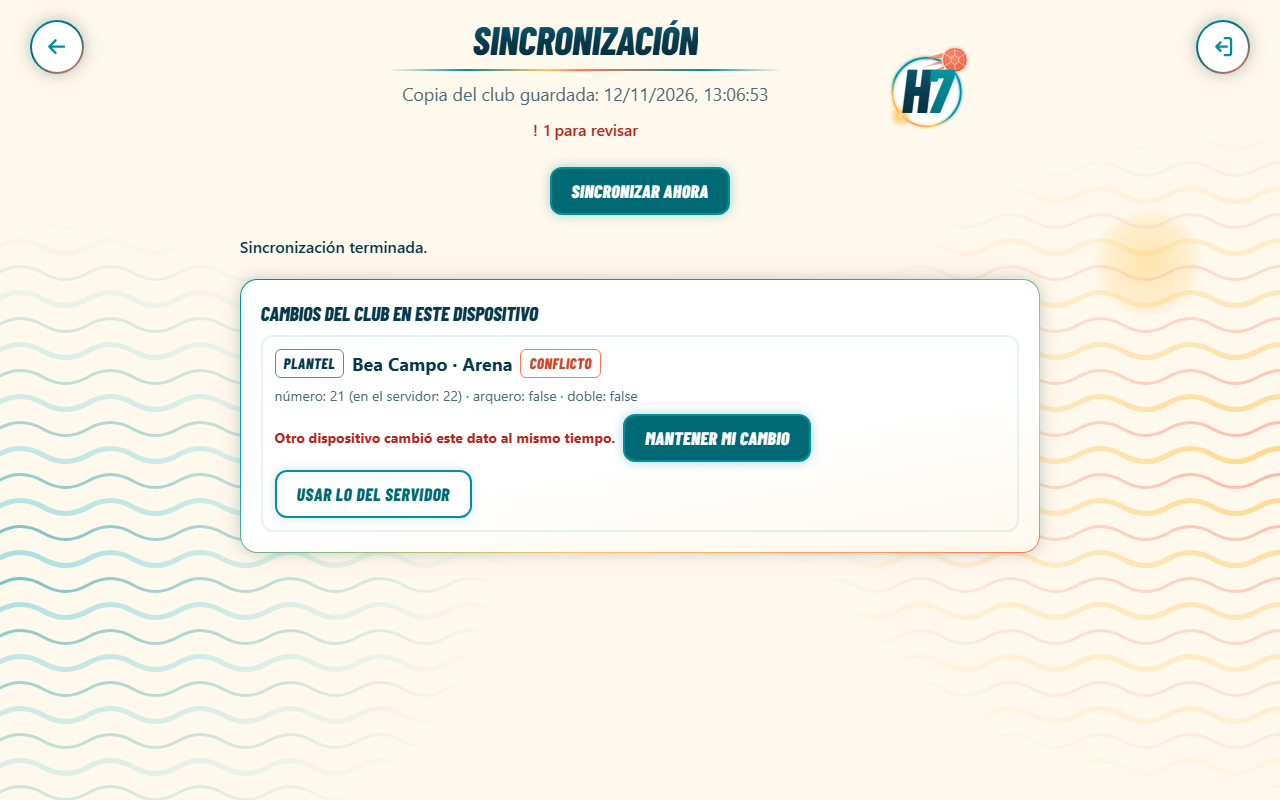 SINCRONIZACIÓN
Copia del club guardada: 12/11/2026, 13:06:53
! 1 para revisar
H7
SINCRONIZAR AHORA
Sincronización terminada.
CAMBIOS DEL CLUB EN ESTE DISPOSITIVO
PLANTEL Bea Campo · Arena CONFLICTO
número: 21 (en el servidor: 22) · arquero: false · doble: false
Otro dispositivo cambió este dato al mismo tiempo. MANTENER MI CAMBIO
USAR LO DEL SERVIDOR